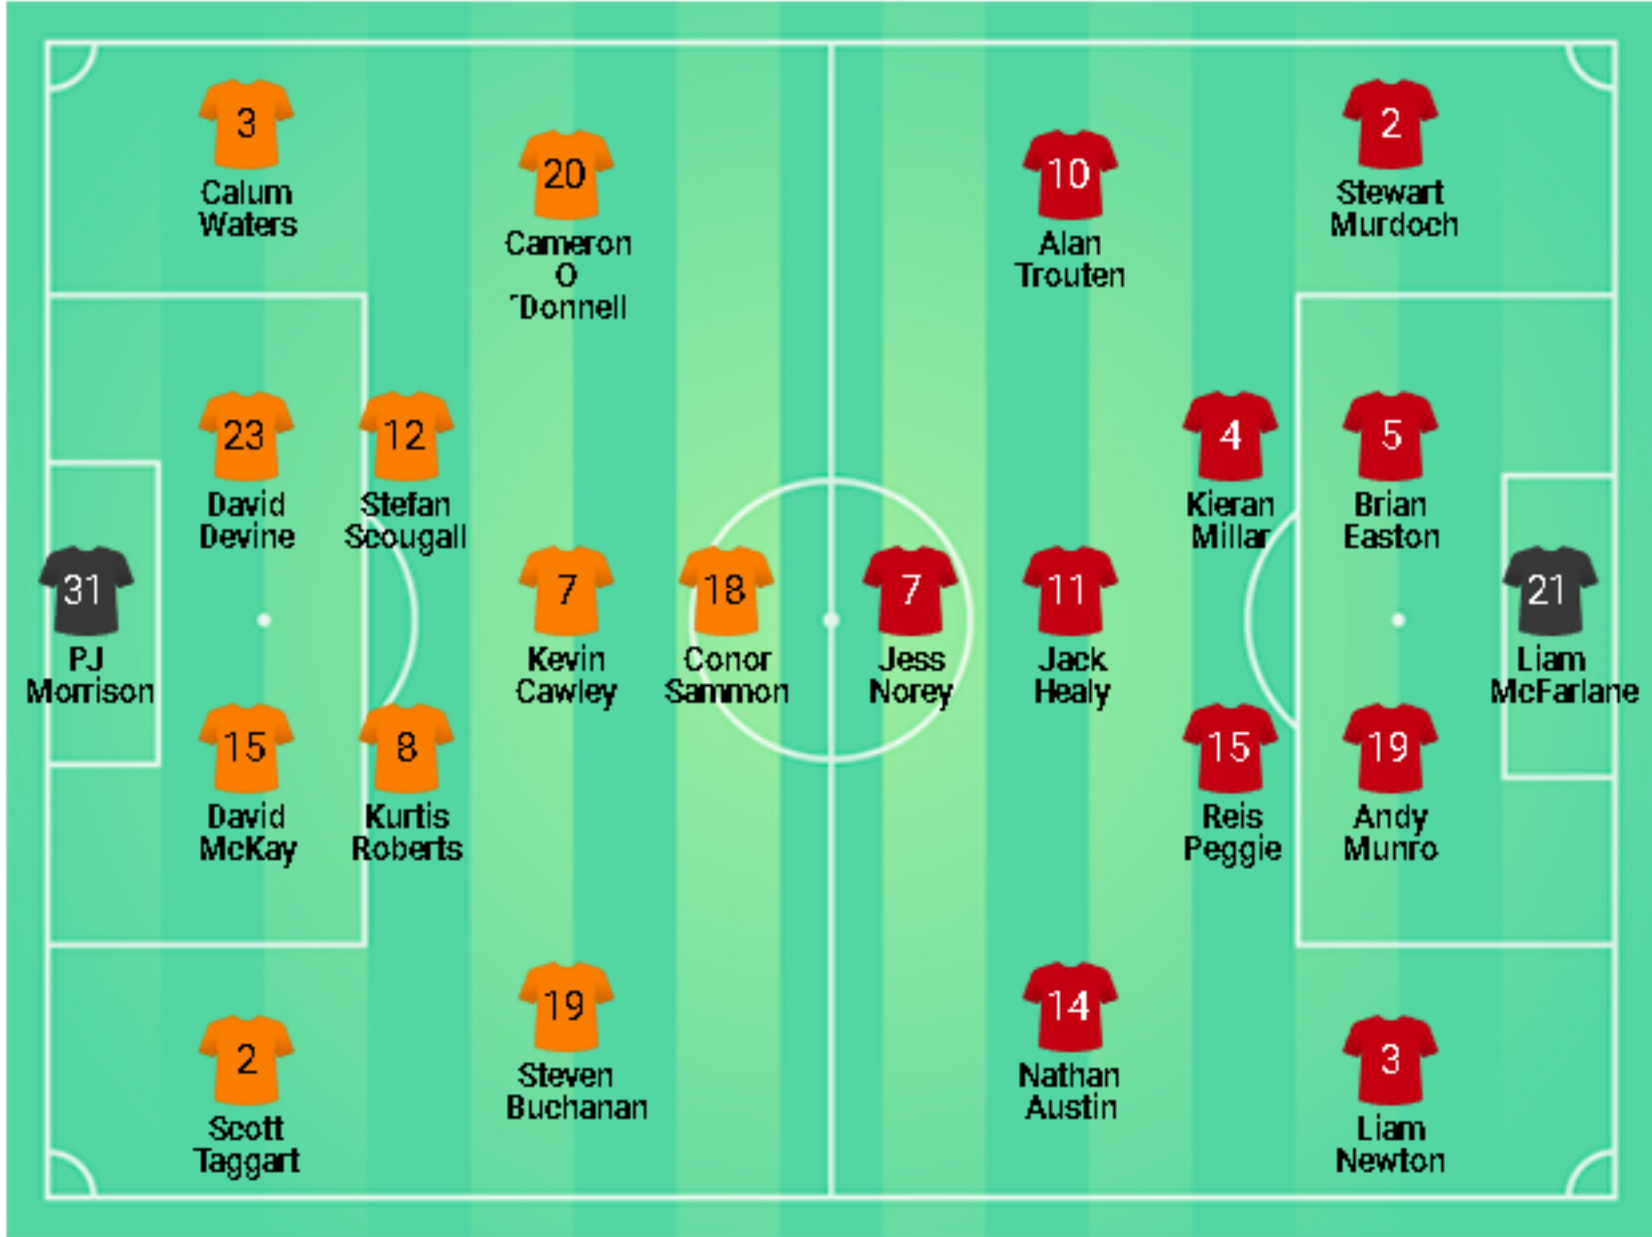 3
Calum
Waters
20
Cameron
O
'Donnell
10
Alan
Trouten
2
Stewart
Murdoch
23
David
Devine
12
Stefan
Scougall
4
Kieran
Millar
5
Brian
Easton
31
PJ
Morrison
7
Kevin
Cawley
18
Conor
Sammon
7
Jess
Norey
11
Jack
Healy
21
Liam
McFarlane
15
David
McKay
8
Kurtis
Roberts
15
Reis
Peggie
19
Andy
Munro
19
Steven
Buchanan
14
Nathan
Austin
2
Scott
Taggart
3
Liam
Newton